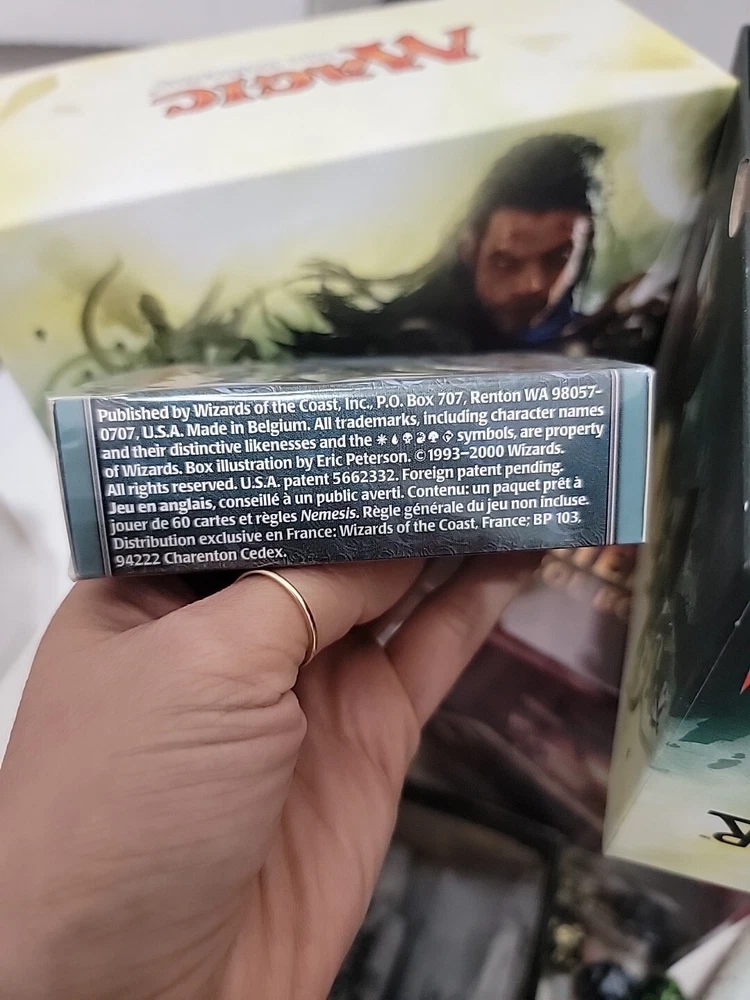 MAGIC
Published by Wizards of the Coast, Inc., P.O. Box 707, Renton WA 98057-
0707, U.S.A. Made in Belgium. All trademarks, including character names
and their distinctive likenesses and the symbols, are property
of Wizards. Box illustration by Eric Peterson. ©1993–2000 Wizards.
All rights reserved. U.S.A. patent 5662332. Foreign patent pending.
Jeu en anglais, conseillé à un public averti. Contenu: un paquet prêt à
jouer de 60 cartes et règles Nemesis. Règle générale du jeu non incluse.
Distribution exclusive en France: Wizards of the Coast, France; BP 103,
94222 Charenton Cedex.